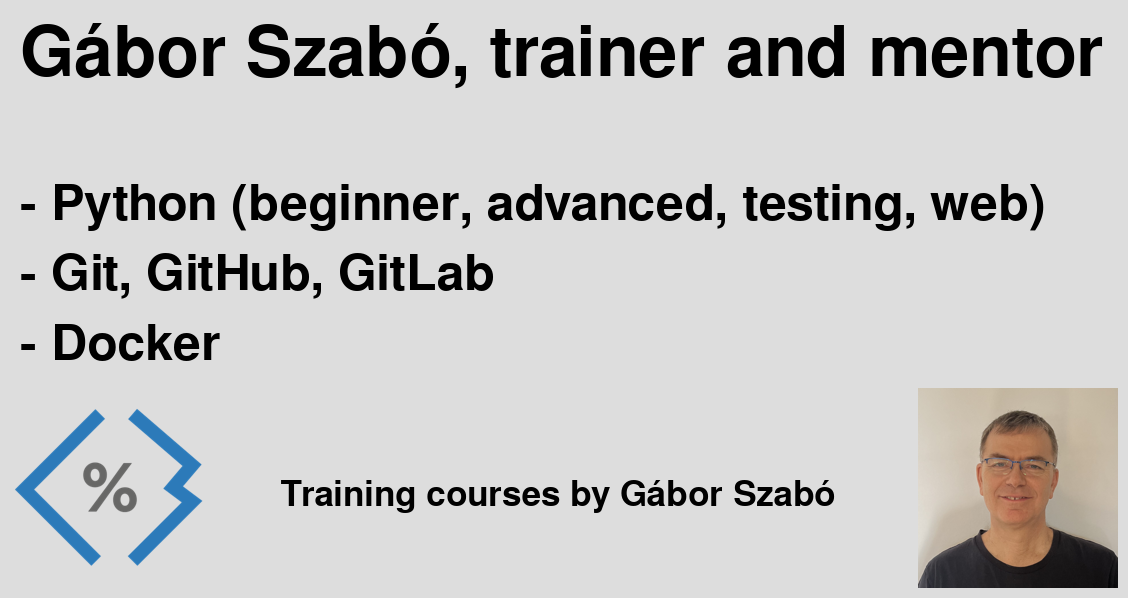 Gábor Szabó, trainer and mentor
- Python (beginner, advanced, testing, web)
- Git, GitHub, GitLab
- Docker
%
Training courses by Gábor Szabó